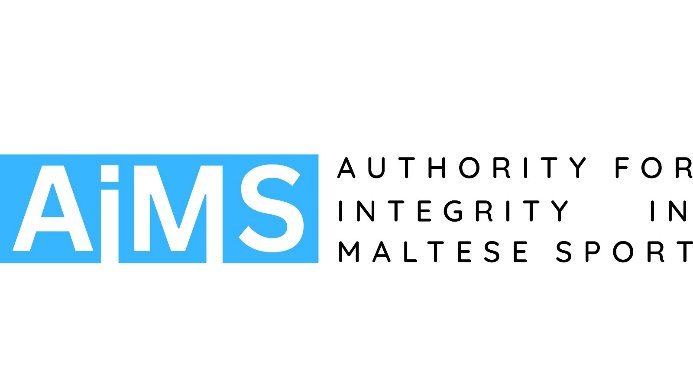 AiMS
AUTHORITY FOR
INTEGRITY IN
MALTESE SPORT